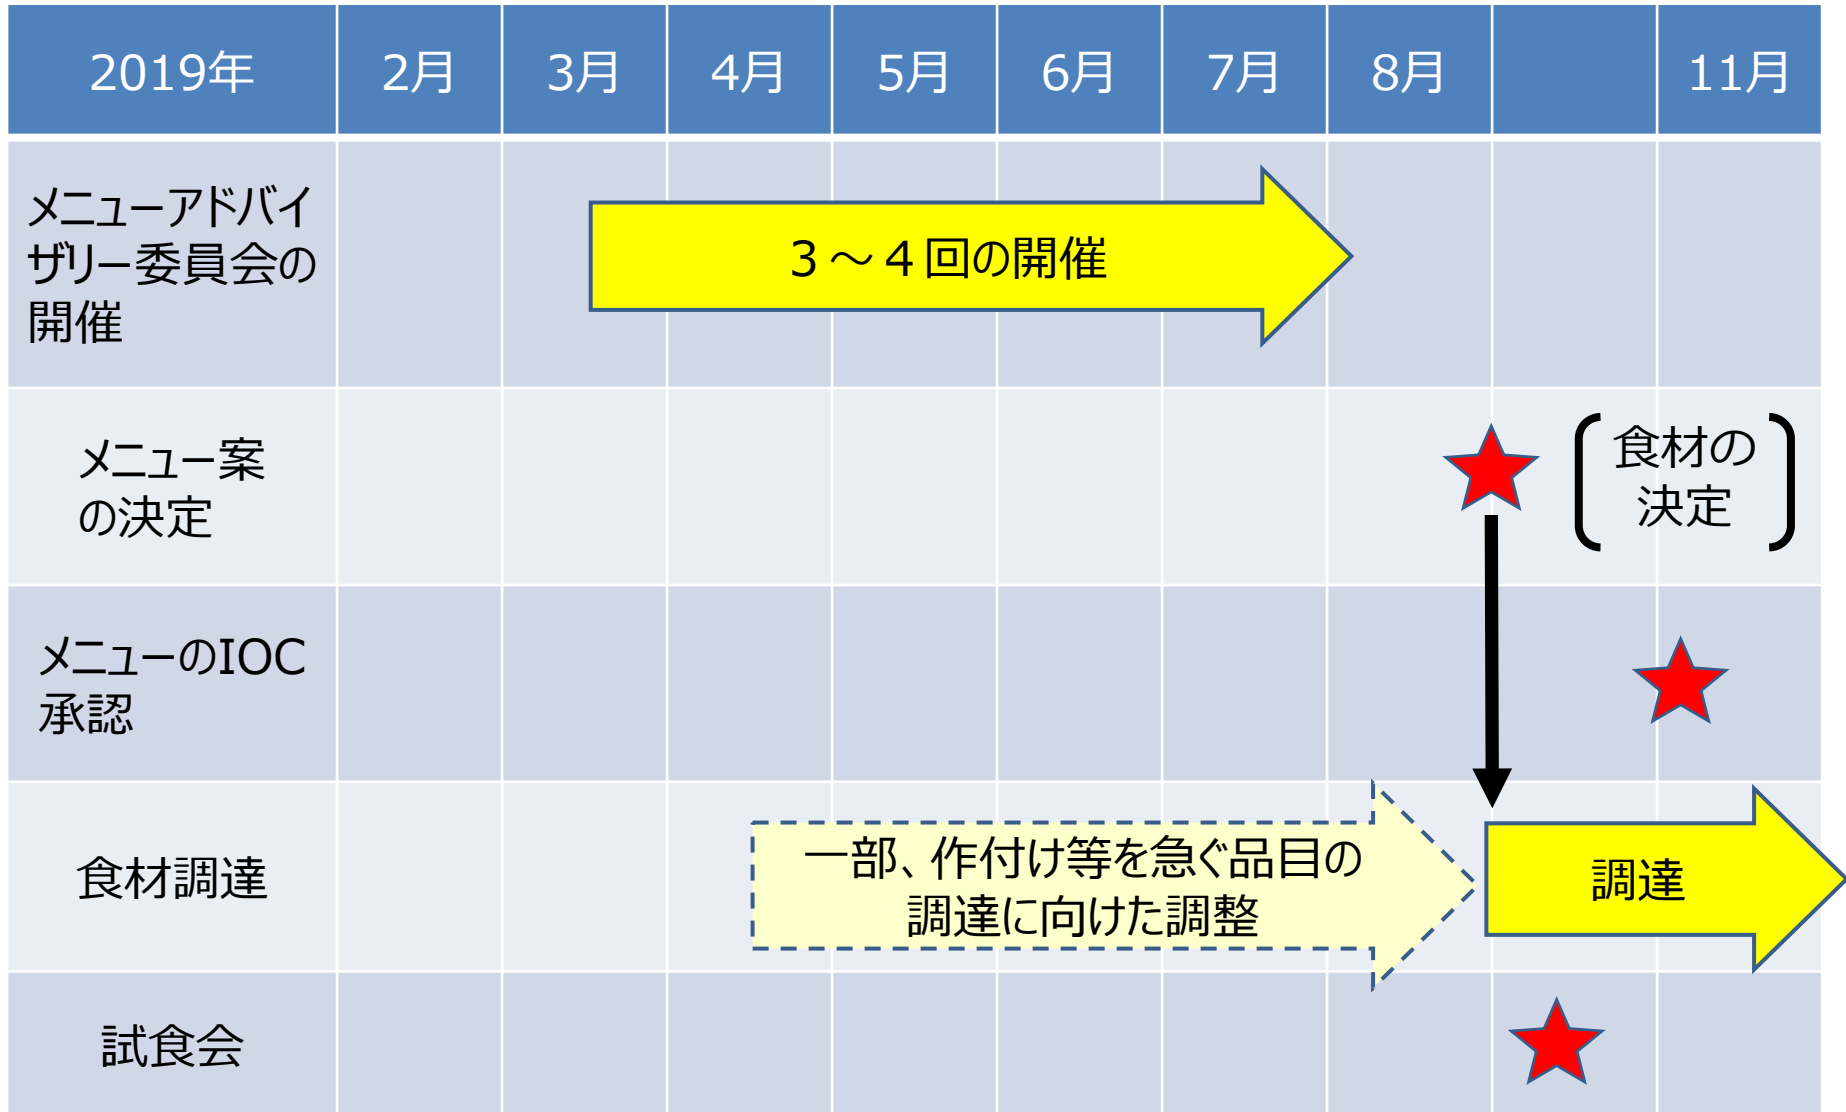 2019年 2月 3月 4月 5月 6月 7月 8月 11月
メニューアドバイ
ザリー委員会の
開催
３～４回の開催
メニュー案
の決定
食材の
決定
メニューのIOC
承認
食材調達
一部、作付け等を急ぐ品目の
調達に向けた調整
調達
試食会